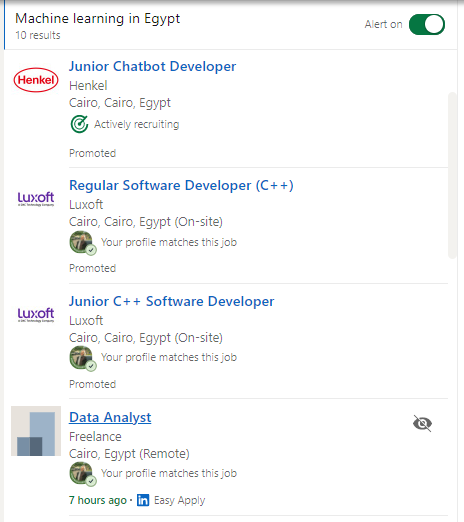 Machine learning in Egypt
10 results
Alert on
Henkel
Junior Chatbot Developer
Henkel
Cairo, Cairo, Egypt
Actively recruiting
Promoted
luxoft
Regular Software Developer (C++)
Luxoft
Cairo, Cairo, Egypt (On-site)
Your profile matches this job
Promoted
luxoft
Junior C++ Software Developer
Luxoft
Cairo, Cairo, Egypt (On-site)
Your profile matches this job
Promoted
Data Analyst
Freelance
Cairo, Egypt (Remote)
Your profile matches this job
7 hours ago · in Easy Apply